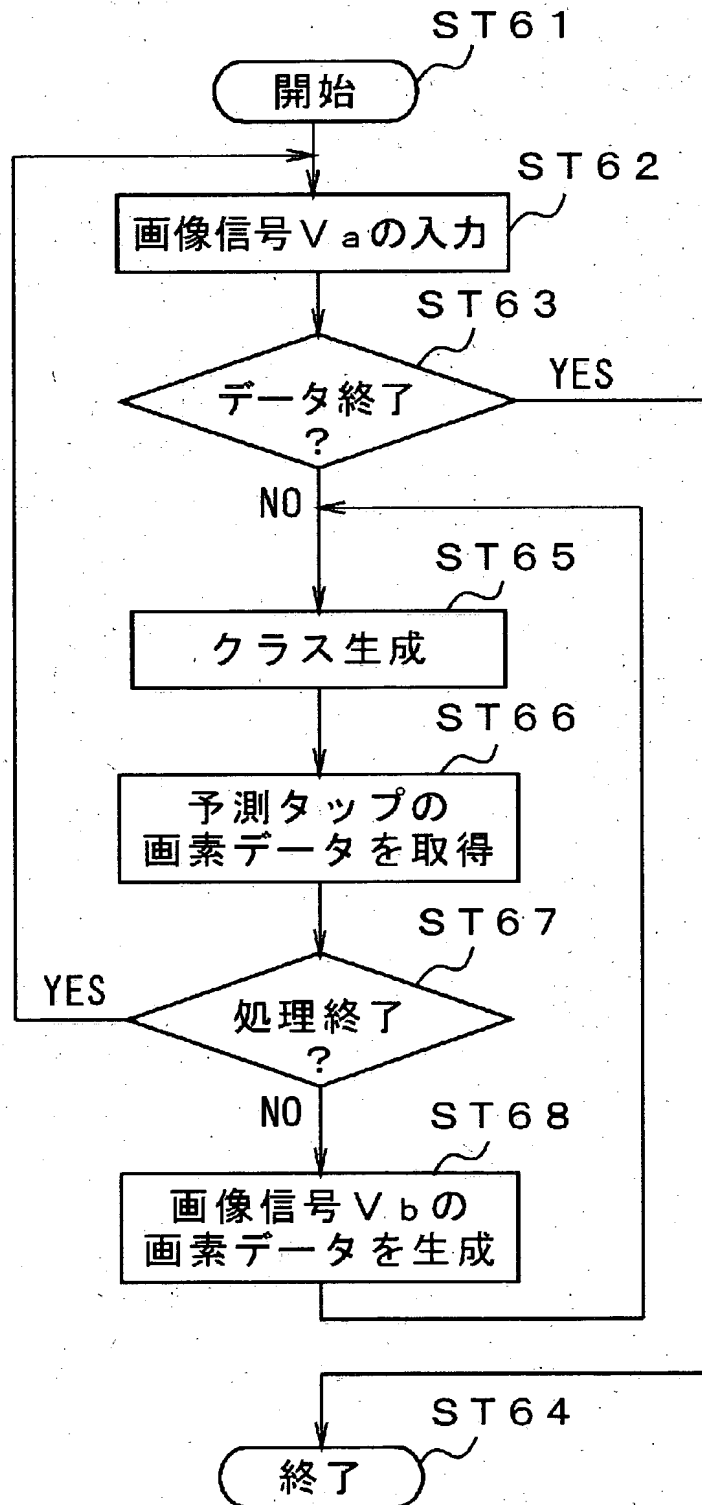 ST61
開始
ST62
画像信号Vaの入力
ST63
データ終了
?
YES
NO
ST65
クラス生成
ST66
予測タップの
画素データを取得
ST67
YES
処理終了
?
NO
ST68
画像信号Vbの
画素データを生成
ST64
終了